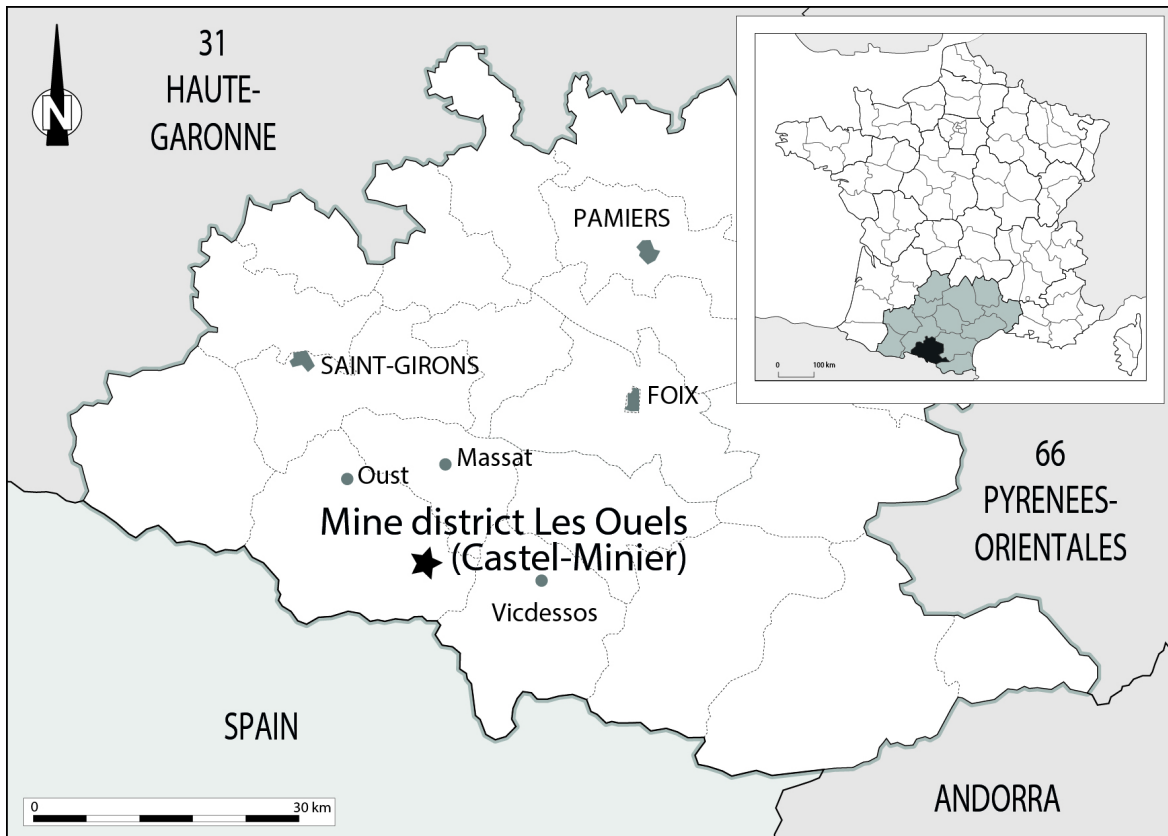 31
HAUTE-
GARONNE
N
PAMIERS
SAINT-GIRONS
FOIX
0
100 km
Oust
Massat
Mine district Les Ouels
(Castel-Minier)
Vicdessos
66
PYRENEES-
ORIENTALES
SPAIN
ANDORRA
0
30 km